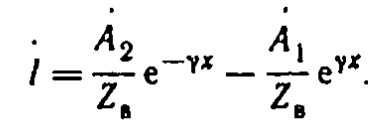 İ = Ȧ₂/Z_в e^{−γx} − Ȧ₁/Z_в e^{γx}.